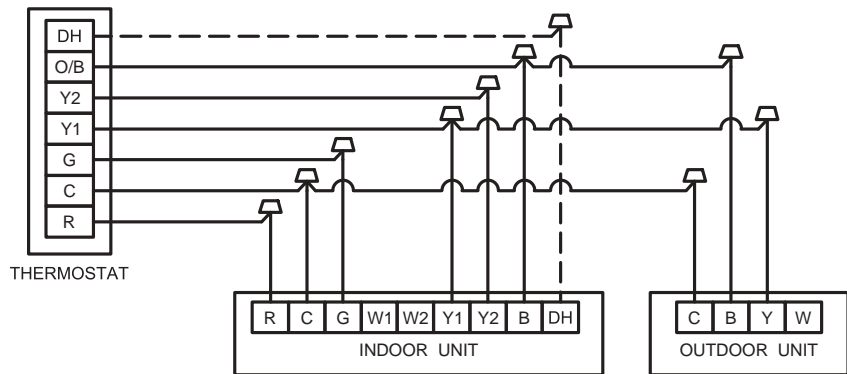 DH
O/B
Y2
Y1
G
C
R
THERMOSTAT
R C G W1 W2 Y1 Y2 B DH
INDOOR UNIT
C B Y W
OUTDOOR UNIT